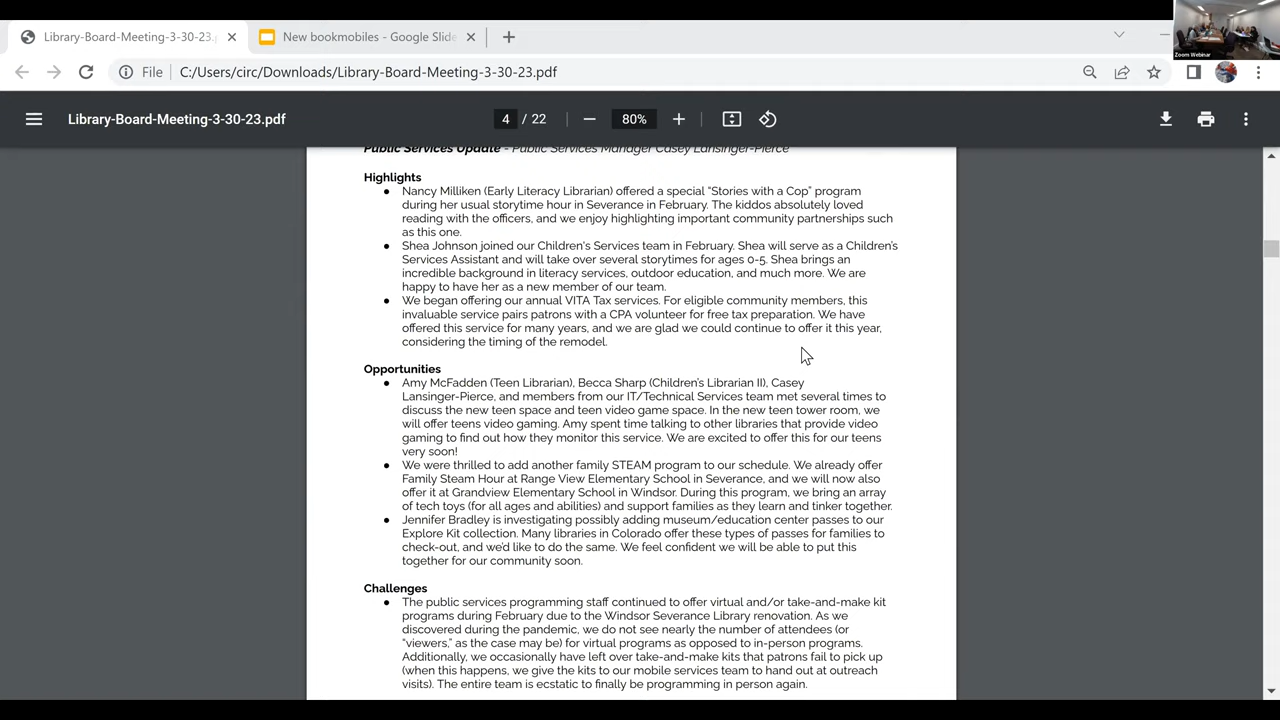 Library-Board-Meeting-3-30-23.
New bookmobiles - Google Slide
File
C:/Users/circ/Downloads/Library-Board-Meeting-3-30-23.pdf
Zoom Webinar
Library-Board-Meeting-3-30-23.pdf
4 / 22
80%
Public Services Update - Public Services Manager Casey Lansinger-Pierce
Highlights
● Nancy Milliken (Early Literacy Librarian) offered a special “Stories with a Cop” program
during her usual storytime hour in Severance in February. The kiddos absolutely loved
reading with the officers, and we enjoy highlighting important community partnerships such
as this one.
● Shea Johnson joined our Children's Services team in February. Shea will serve as a Children's
Services Assistant and will take over several storytimes for ages 0-5. Shea brings an
incredible background in literacy services, outdoor education, and much more. We are
happy to have her as a new member of our team.
● We began offering our annual VITA Tax services. For eligible community members, this
invaluable service pairs patrons with a CPA volunteer for free tax preparation. We have
offered this service for many years, and we are glad we could continue to offer it this year,
considering the timing of the remodel.
Opportunities
● Amy McFadden (Teen Librarian), Becca Sharp (Children's Librarian II), Casey
Lansinger-Pierce, and members from our IT/Technical Services team met several times to
discuss the new teen space and teen video game space. In the new teen tower room, we
will offer teens video gaming. Amy spent time talking to other libraries that provide video
gaming to find out how they monitor this service. We are excited to offer this for our teens
very soon!
● We were thrilled to add another family STEAM program to our schedule. We already offer
Family Steam Hour at Range View Elementary School in Severance, and we will now also
offer it at Grandview Elementary School in Windsor. During this program, we bring an array
of tech toys (for all ages and abilities) and support families as they learn and tinker together.
● Jennifer Bradley is investigating possibly adding museum/education center passes to our
Explore Kit collection. Many libraries in Colorado offer these types of passes for families to
check-out, and we'd like to do the same. We feel confident we will be able to put this
together for our community soon.
Challenges
● The public services programming staff continued to offer virtual and/or take-and-make kit
programs during February due to the Windsor Severance Library renovation. As we
discovered during the pandemic, we do not see nearly the number of attendees (or
“viewers,” as the case may be) for virtual programs as opposed to in-person programs.
Additionally, we occasionally have left over take-and-make kits that patrons fail to pick up
(when this happens, we give the kits to our mobile services team to hand out at outreach
visits). The entire team is ecstatic to finally be programming in person again.